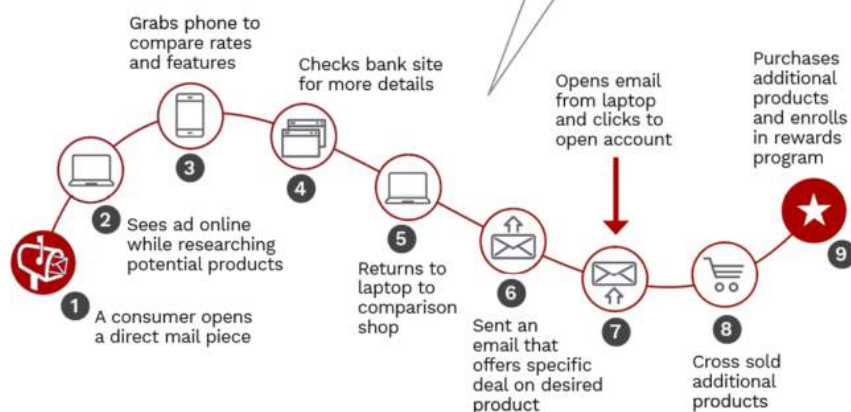 1
A consumer opens
a direct mail piece
2
Sees ad online
while researching
potential products
Grabs phone to
compare rates
and features
3
Checks bank site
for more details
4
5
Returns to
laptop to
comparison
shop
6
Sent an
email that
offers specific
deal on desired
product
Opens email
from laptop
and clicks to
open account
7
8
Cross sold
additional
products
Purchases
additional
products
and enrolls
in rewards
program
9